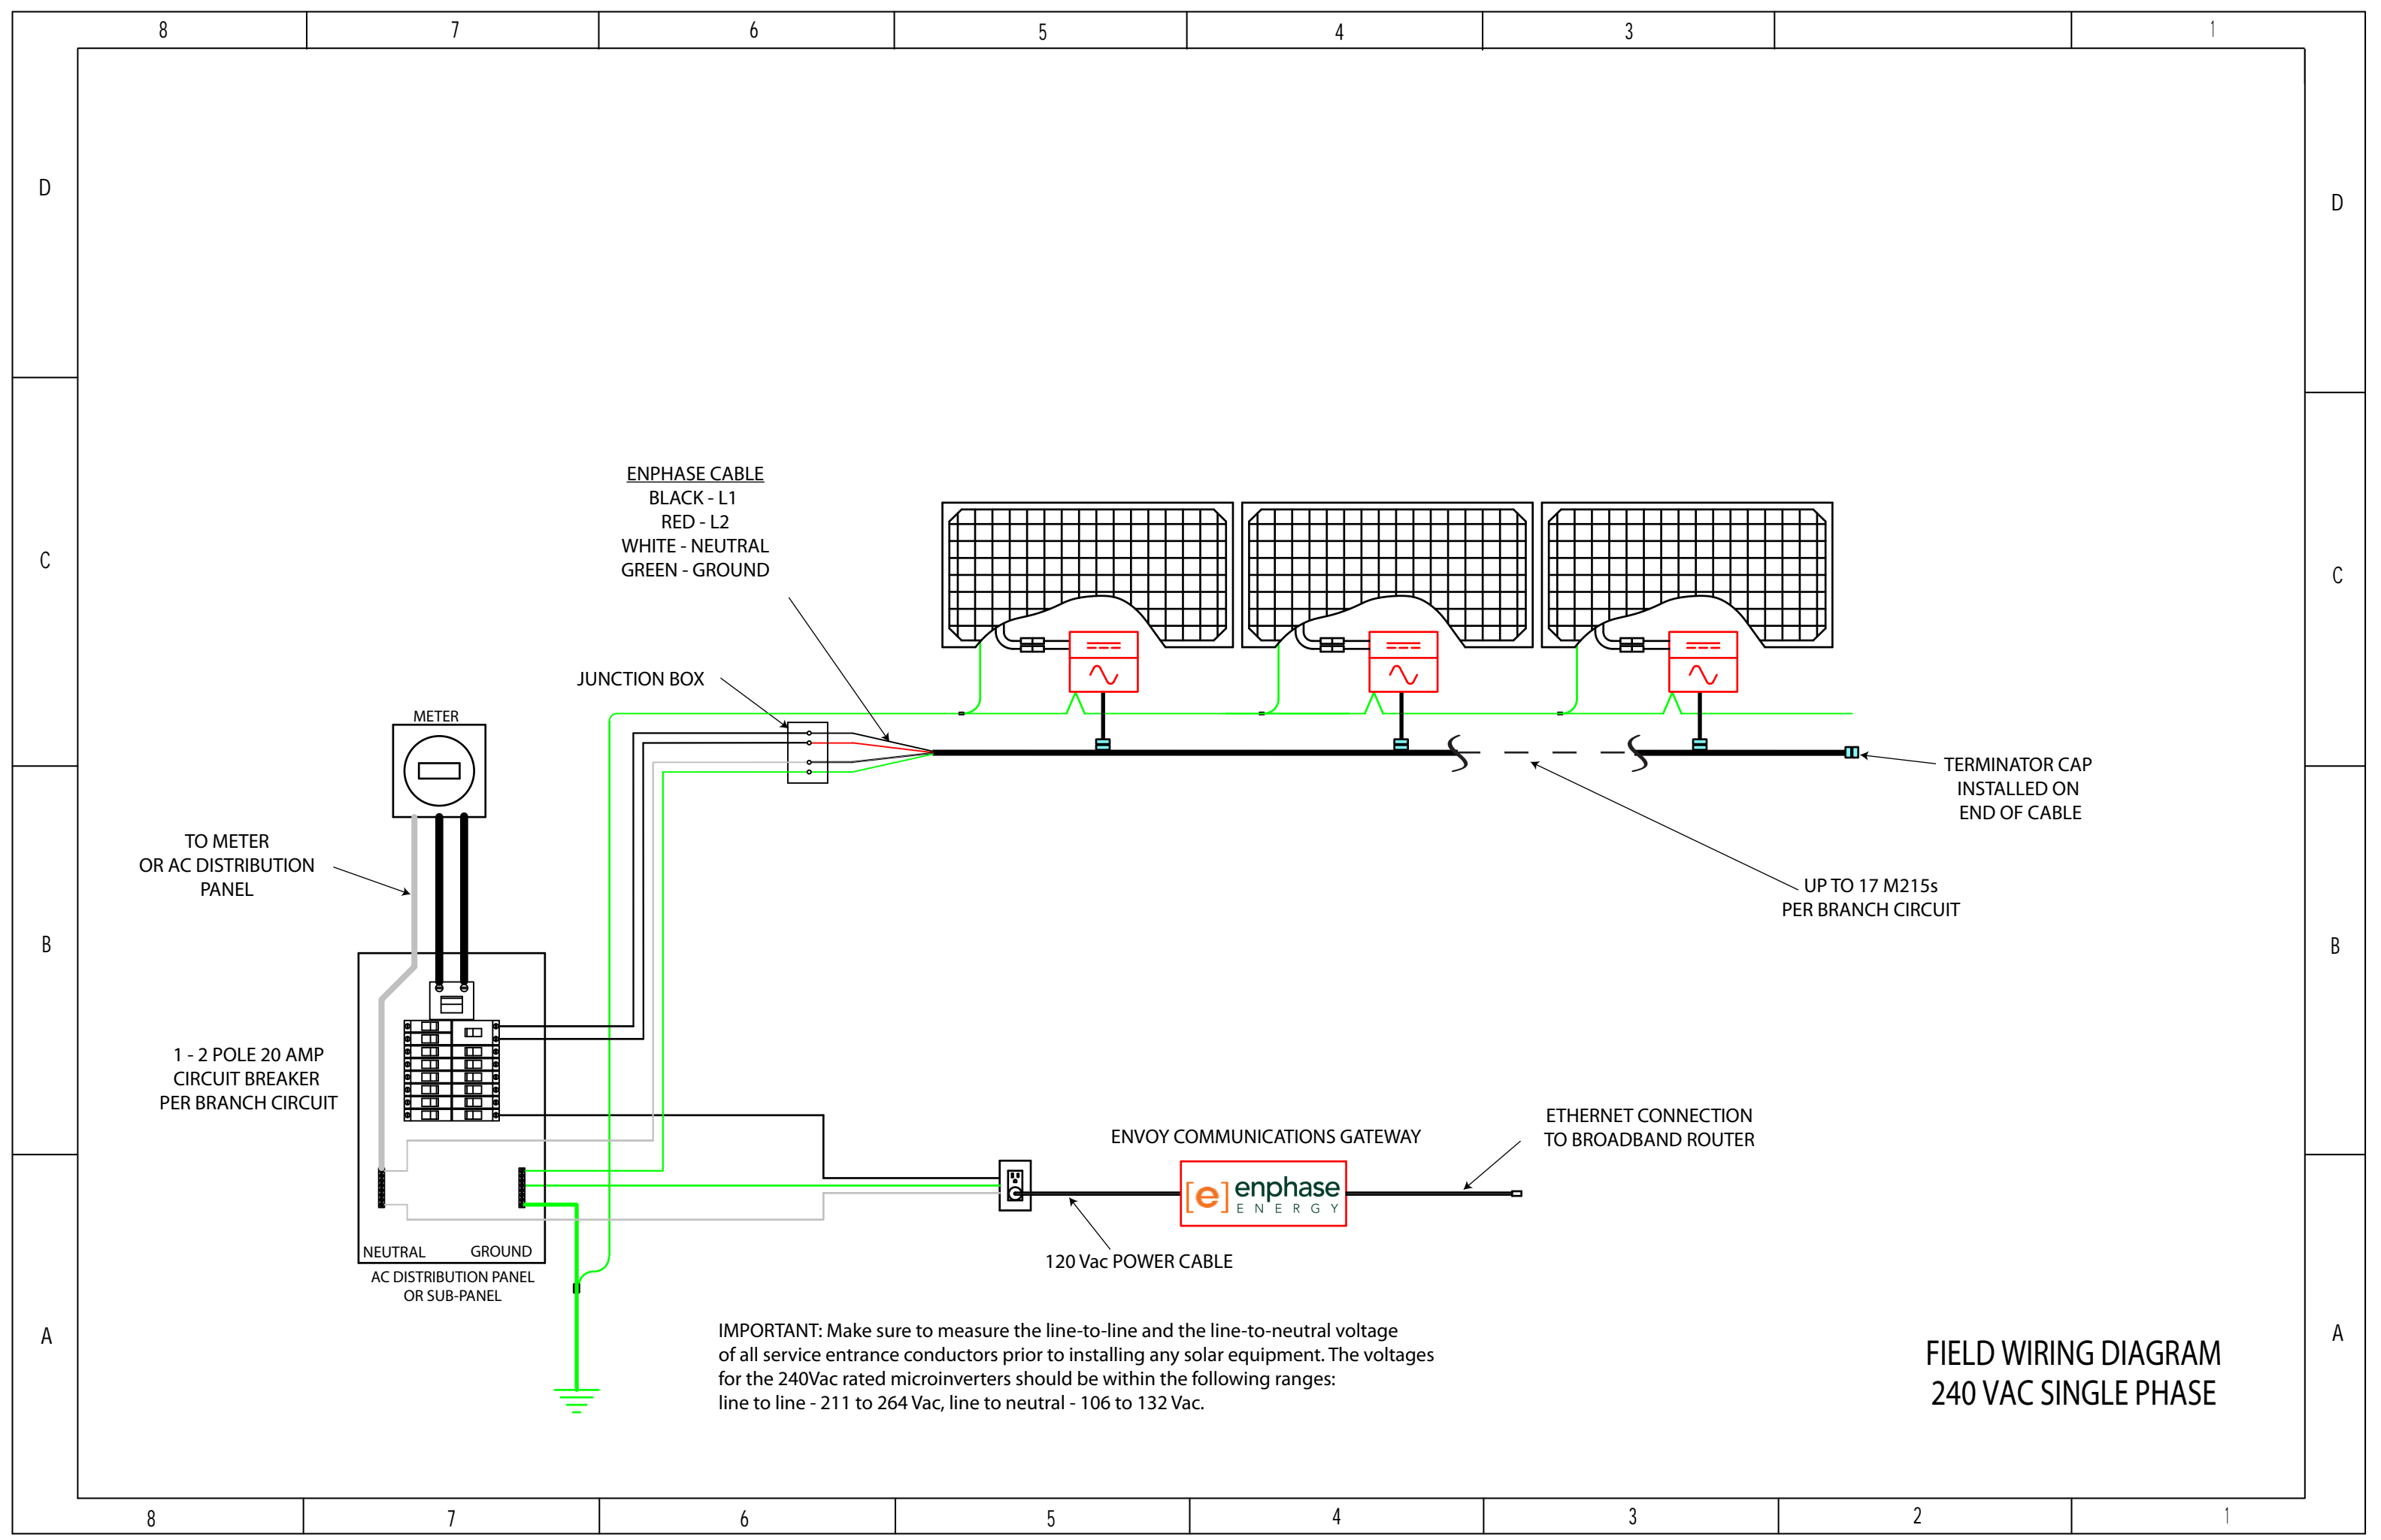 8
7
6
5
4
3
1
D
D
C
C
B
B
A
A
ENPHASE CABLE
BLACK - L1
RED - L2
WHITE - NEUTRAL
GREEN - GROUND
JUNCTION BOX
METER
TO METER
OR AC DISTRIBUTION
PANEL
TERMINATOR CAP
INSTALLED ON
END OF CABLE
UP TO 17 M215s
PER BRANCH CIRCUIT
1 - 2 POLE 20 AMP
CIRCUIT BREAKER
PER BRANCH CIRCUIT
ETHERNET CONNECTION
TO BROADBAND ROUTER
ENVOY COMMUNICATIONS GATEWAY
[e] enphase
ENERGY
120 Vac POWER CABLE
NEUTRAL
GROUND
AC DISTRIBUTION PANEL
OR SUB-PANEL
IMPORTANT: Make sure to measure the line-to-line and the line-to-neutral voltage
of all service entrance conductors prior to installing any solar equipment. The voltages
for the 240Vac rated microinverters should be within the following ranges:
line to line - 211 to 264 Vac, line to neutral - 106 to 132 Vac.
FIELD WIRING DIAGRAM
240 VAC SINGLE PHASE
8
7
6
5
4
3
2
1